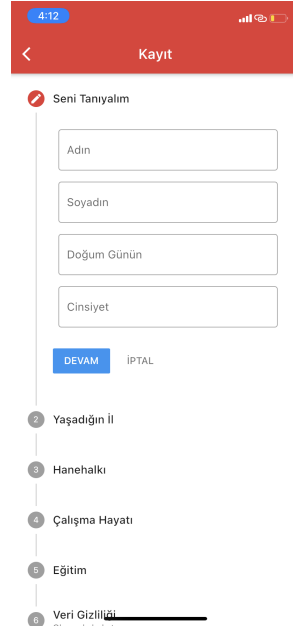 4:12
Kayıt
Seni Tanıyalım
Adın
Soyadın
Doğum Günün
Cinsiyet
DEVAM İPTAL
2 Yaşadığın İl
3 Hanehalkı
4 Çalışma Hayatı
5 Eğitim
6 Veri Gizliliği